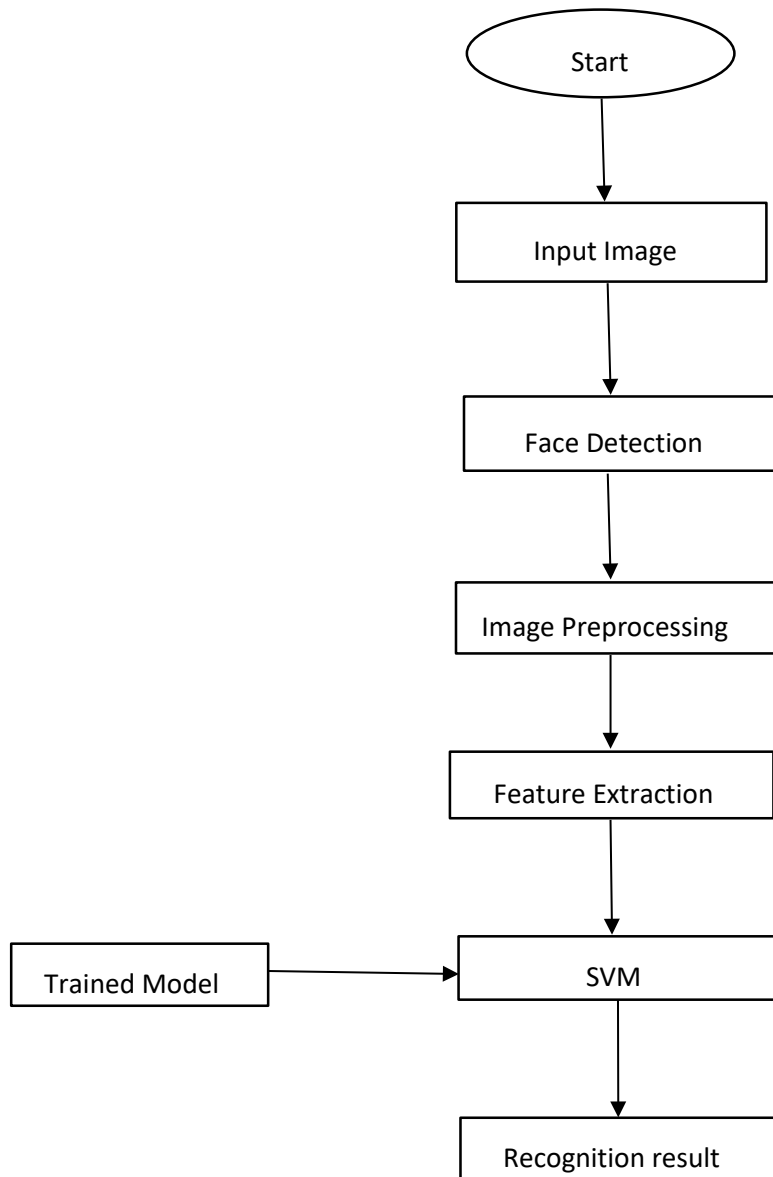 Start
Input Image
Face Detection
Image Preprocessing
Feature Extraction
Trained Model
SVM
Recognition result